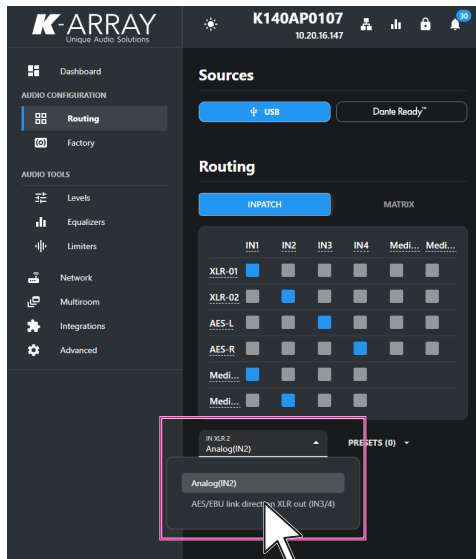 K-ARRAY
Unique Audio Solutions
K140AP0107
10.20.16.147
30
Dashboard
AUDIO CONFIGURATION
Routing
Factory
AUDIO TOOLS
Levels
Equalizers
Limiters
Network
Multiroom
Integrations
Advanced
Sources
USB
Dante Ready™
Routing
INPATCH
MATRIX
IN1 IN2 IN3 IN4 Medi... Medi...
XLR-01
XLR-02
AES-L
AES-R
Medi...
Medi...
IN XLR 2
Analog(IN2)
PRESETS (0)
Analog(IN2)
AES/EBU link direction XLR out (IN3/4)